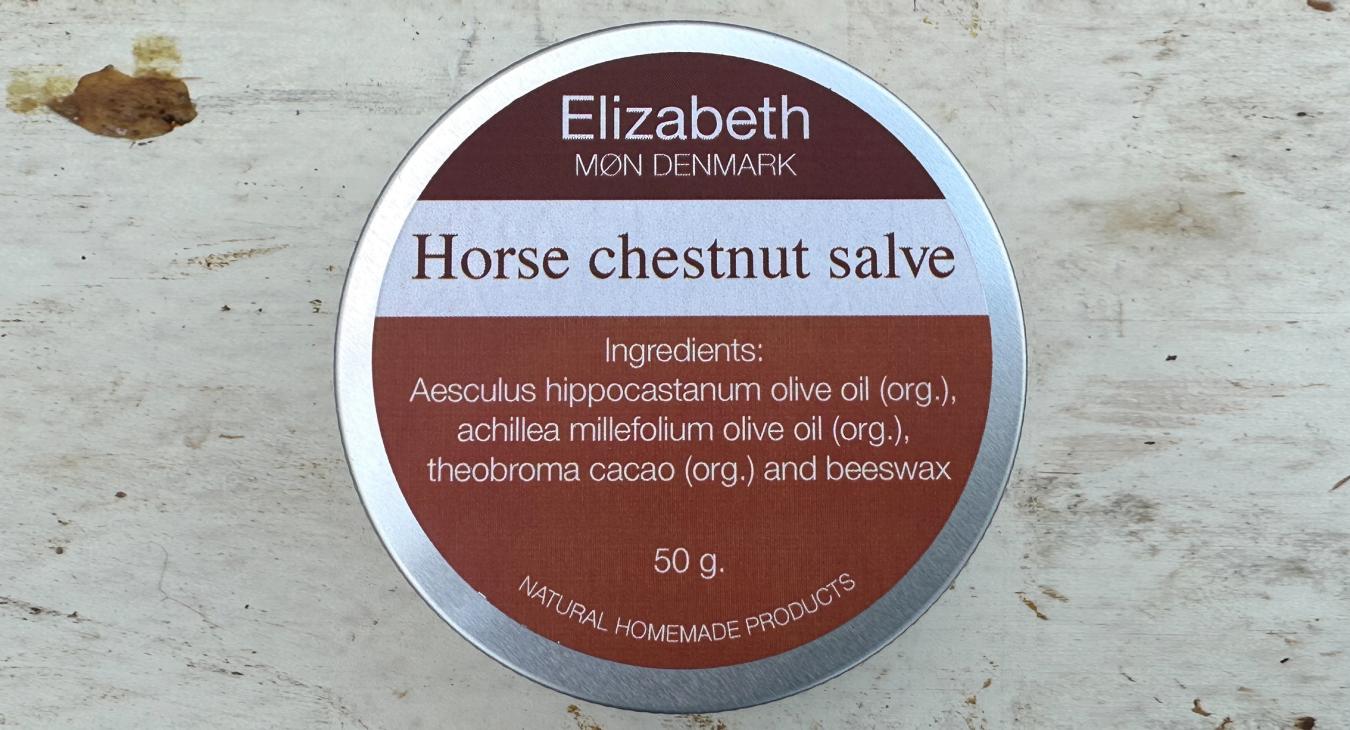 Elizabeth
MØN DENMARK
Horse chestnut salve
Ingredients:
Aesculus hippocastanum olive oil (org.),
achillea millefolium olive oil (org.),
theobroma cacao (org.) and beeswax
50 g.
NATURAL HOMEMADE PRODUCTS